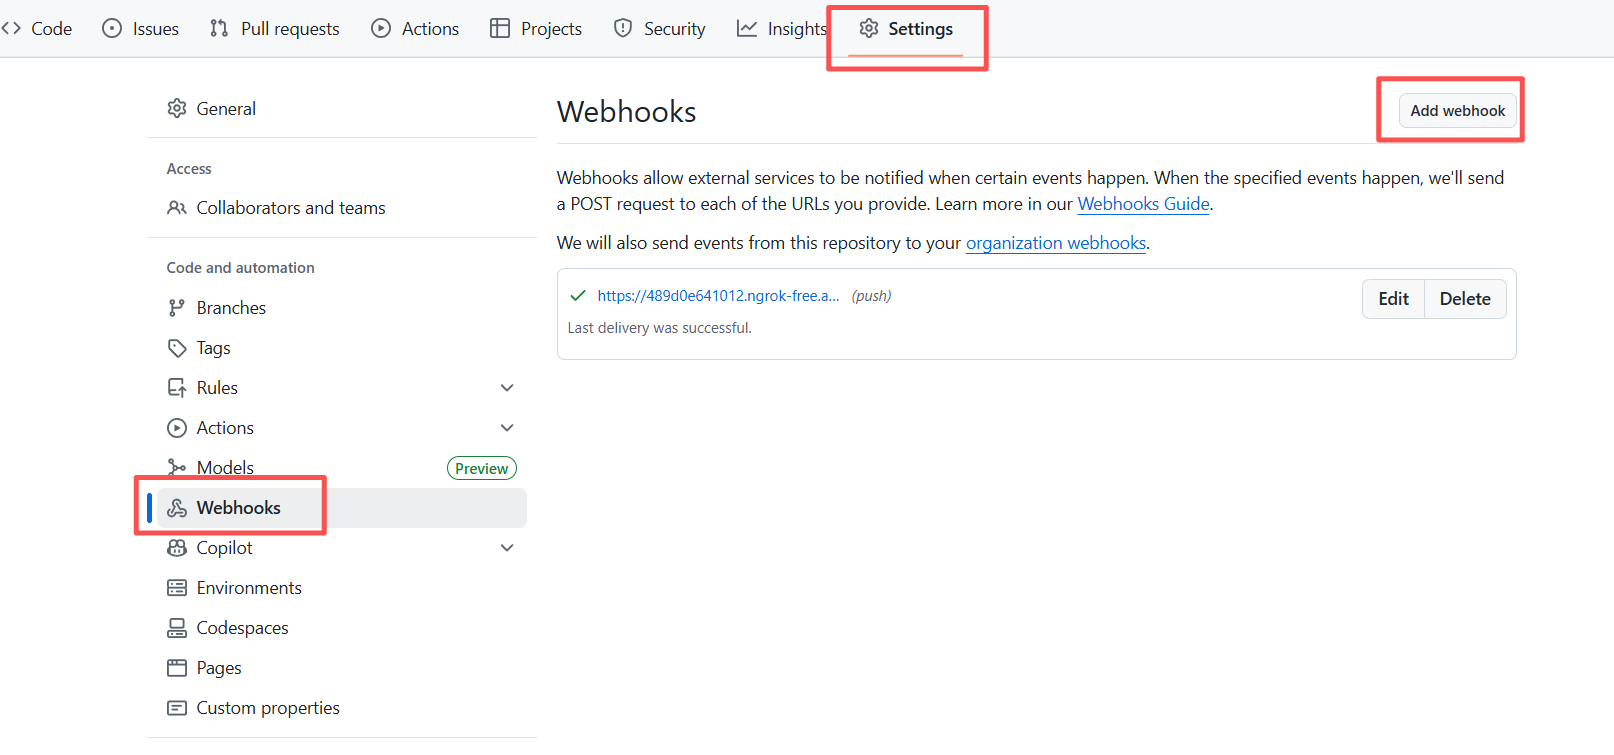 Code Issues Pull requests Actions Projects Security Insights Settings
General
Access
Collaborators and teams
Code and automation
Branches
Tags
Rules
Actions
Models Preview
Webhooks
Copilot
Environments
Codespaces
Pages
Custom properties
Webhooks
Add webhook
Webhooks allow external services to be notified when certain events happen. When the specified events happen, we'll send
a POST request to each of the URLs you provide. Learn more in our Webhooks Guide.
We will also send events from this repository to your organization webhooks.
https://489d0e641012.ngrok-free.a... (push)
Edit Delete
Last delivery was successful.